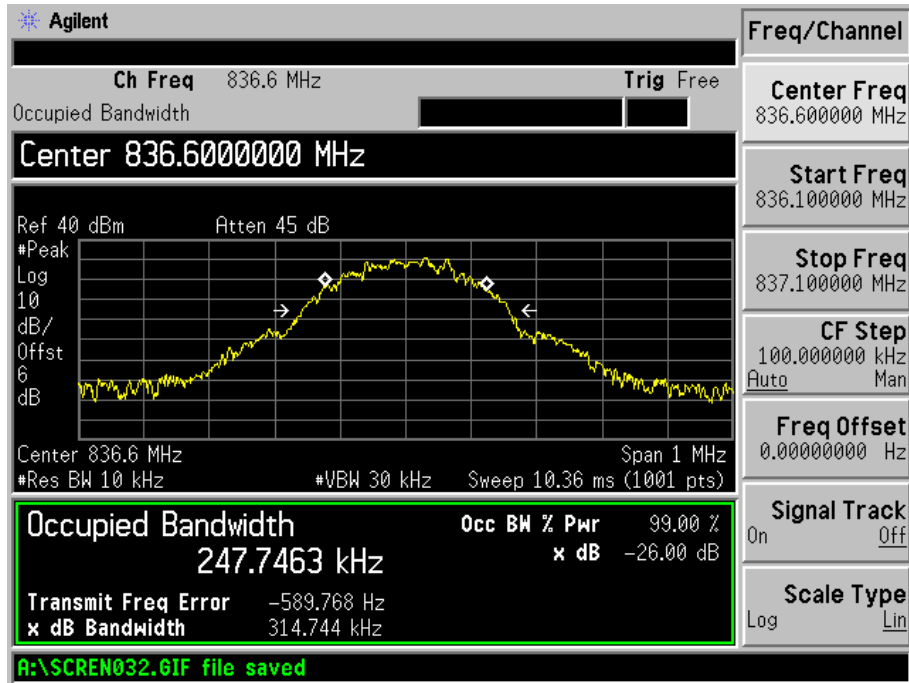 Agilent
Freq/Channel
Ch Freq 836.6 MHz Trig Free
Occupied Bandwidth
Center 836.6000000 MHz
Ref 40 dBm Atten 45 dB
#Peak
Log
10
dB/
Offst
6
dB
Center 836.6 MHz Span 1 MHz
#Res BW 10 kHz #VBW 30 kHz Sweep 10.36 ms (1001 pts)
Occupied Bandwidth
247.7463 kHz
Occ BW % Pwr 99.00 %
x dB -26.00 dB
Transmit Freq Error -589.768 Hz
x dB Bandwidth 314.744 kHz
A:\SCREN032.GIF file saved
Center Freq
836.600000 MHz
Start Freq
836.100000 MHz
Stop Freq
837.100000 MHz
CF Step
100.000000 kHz
Auto Man
Freq Offset
0.00000000 Hz
Signal Track
On Off
Scale Type
Log Lin